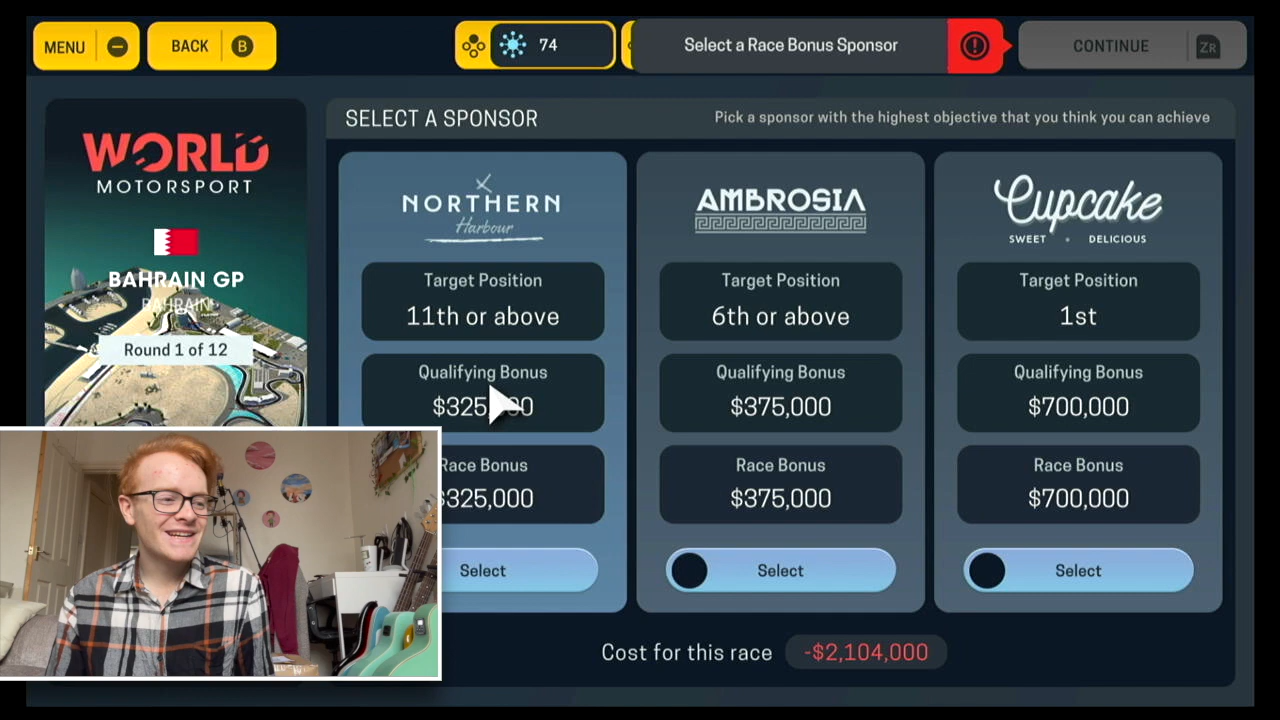 MENU
BACK B
74
Select a Race Bonus Sponsor
CONTINUE ZR
WORLD
MOTORSPORT
BAHRAIN GP
BAHRAIN
Round 1 of 12
SELECT A SPONSOR
Pick a sponsor with the highest objective that you think you can achieve
NORTHERN
Harbour
Target Position
11th or above
Qualifying Bonus
Race Bonus
$325,000
Select
AMBROSIA
Target Position
6th or above
Qualifying Bonus
$375,000
Race Bonus
$375,000
Select
Cupcake
SWEET • DELICIOUS
Target Position
1st
Qualifying Bonus
$700,000
Race Bonus
$700,000
Select
Cost for this race -$2,104,000